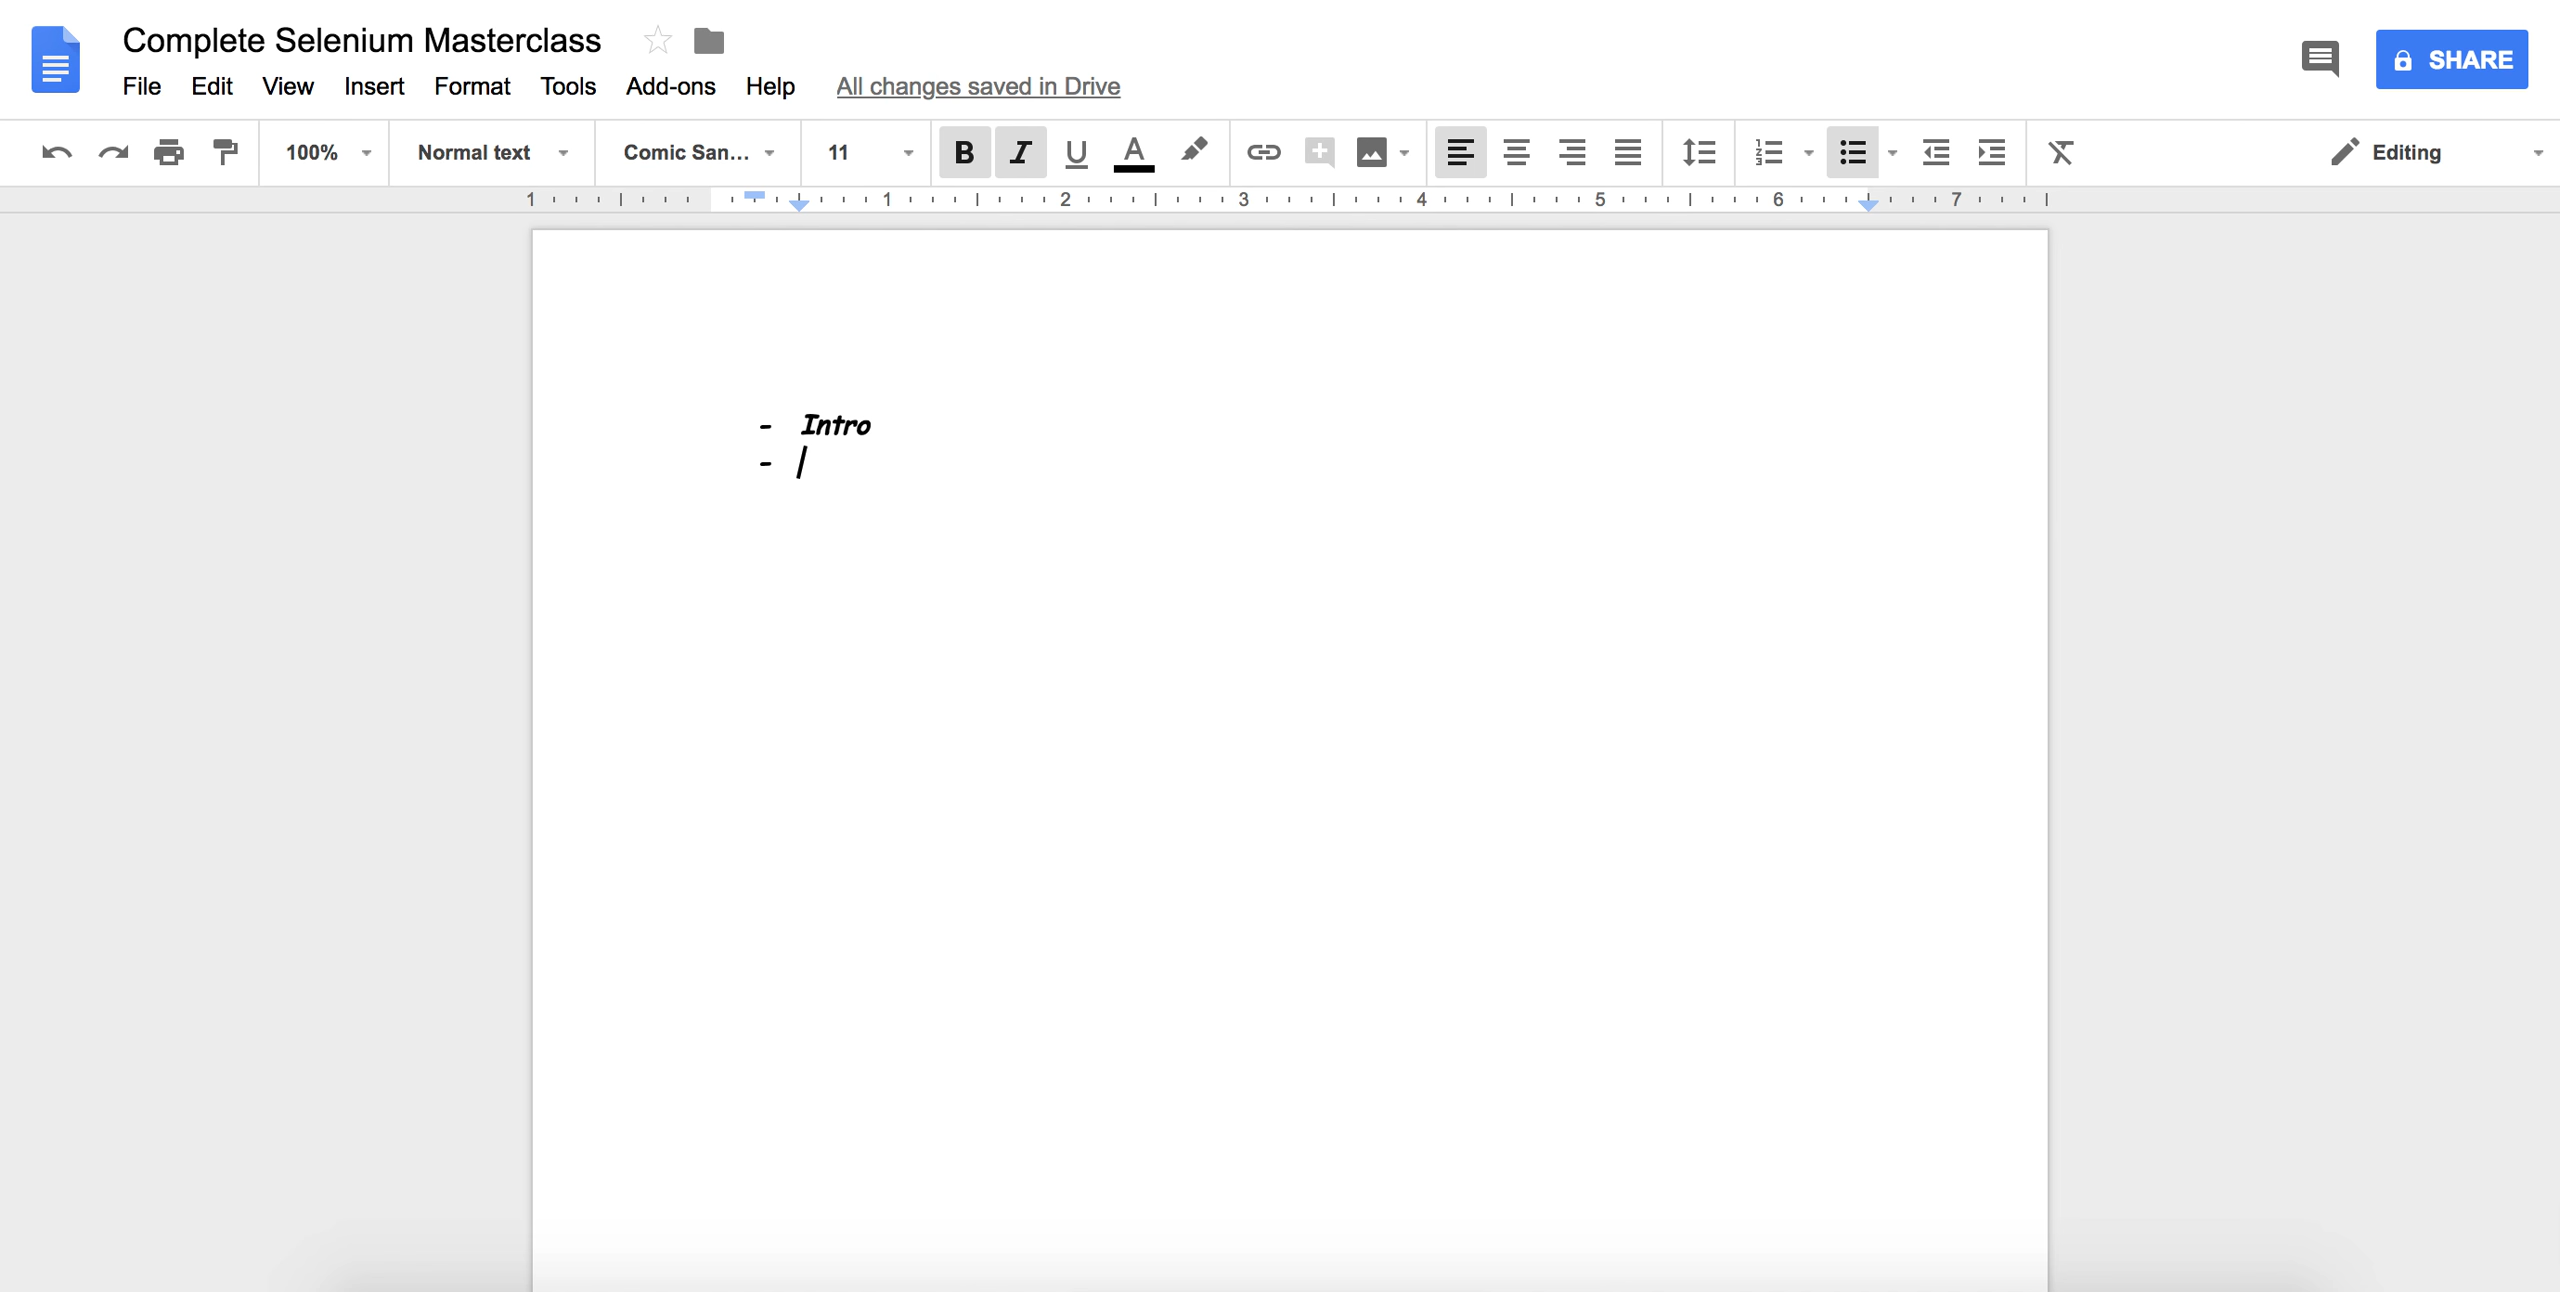 Complete Selenium Masterclass
File Edit View Insert Format Tools Add-ons Help All changes saved in Drive
SHARE
100% Normal text Comic San... 11 B I U A Editing
1 1 2 3 4 5 6 7
- Intro
-